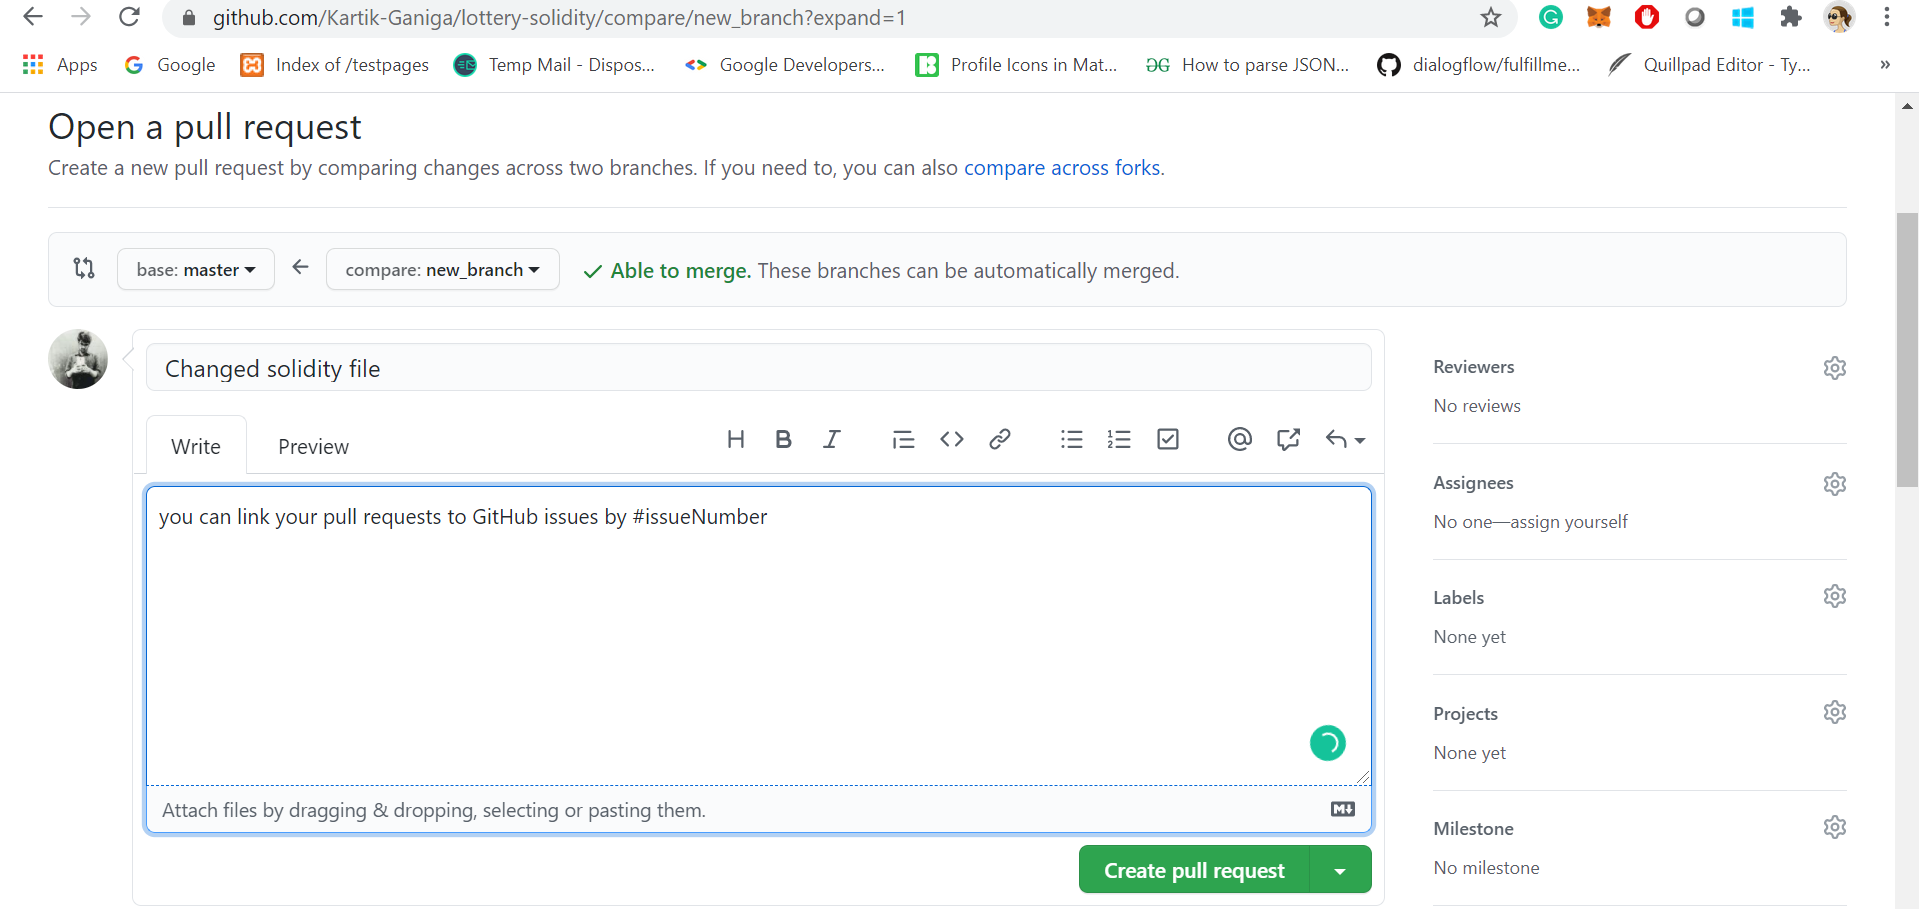 github.com/Kartik-Ganiga/lottery-solidity/compare/new_branch?expand=1
Apps Google Index of /testpages Temp Mail - Dispos... Google Developers... Profile Icons in Mat... How to parse JSON... dialogflow/fulfillme... Quillpad Editor - Ty... »
Open a pull request
Create a new pull request by comparing changes across two branches. If you need to, you can also compare across forks.
base: master compare: new_branch Able to merge. These branches can be automatically merged.
Changed solidity file
Write Preview
you can link your pull requests to GitHub issues by #issueNumber
Attach files by dragging & dropping, selecting or pasting them.
Create pull request
Reviewers
No reviews
Assignees
No one—assign yourself
Labels
None yet
Projects
None yet
Milestone
No milestone